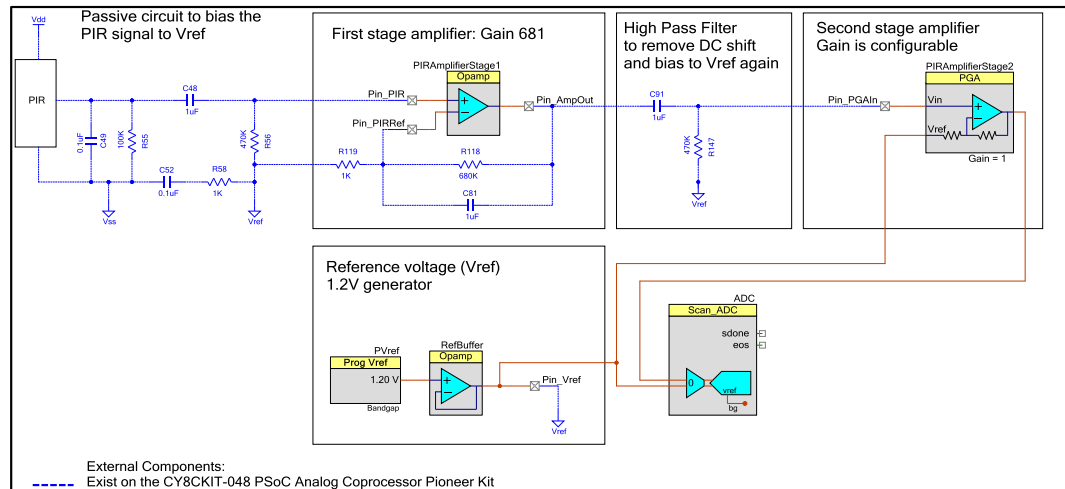 Passive circuit to bias the
PIR signal to Vref
Vdd
PIR
C48
1uF
0.1uF
C49
100K
R55
C52
0.1uF
R58
1K
470K
R56
Vss
Vref
First stage amplifier: Gain 681
PIRAmplifierStage1
Opamp
Pin_PIR
Pin_PIRRef
Pin_AmpOut
+
−
R119
1K
R118
680K
C81
1uF
High Pass Filter
to remove DC shift
and bias to Vref again
C91
1uF
470K
R147
Vref
Second stage amplifier
Gain is configurable
PIRAmplifierStage2
PGA
Pin_PGAIn
Vin
Vref
+
−
Gain = 1
Reference voltage (Vref)
1.2V generator
PVref
Prog Vref
1.20 V
Bandgap
RefBuffer
Opamp
+
−
Pin_Vref
Vref
ADC
Scan_ADC
sdone
eos
0
vref
bg
External Components:
Exist on the CY8CKIT-048 PSoC Analog Coprocessor Pioneer Kit